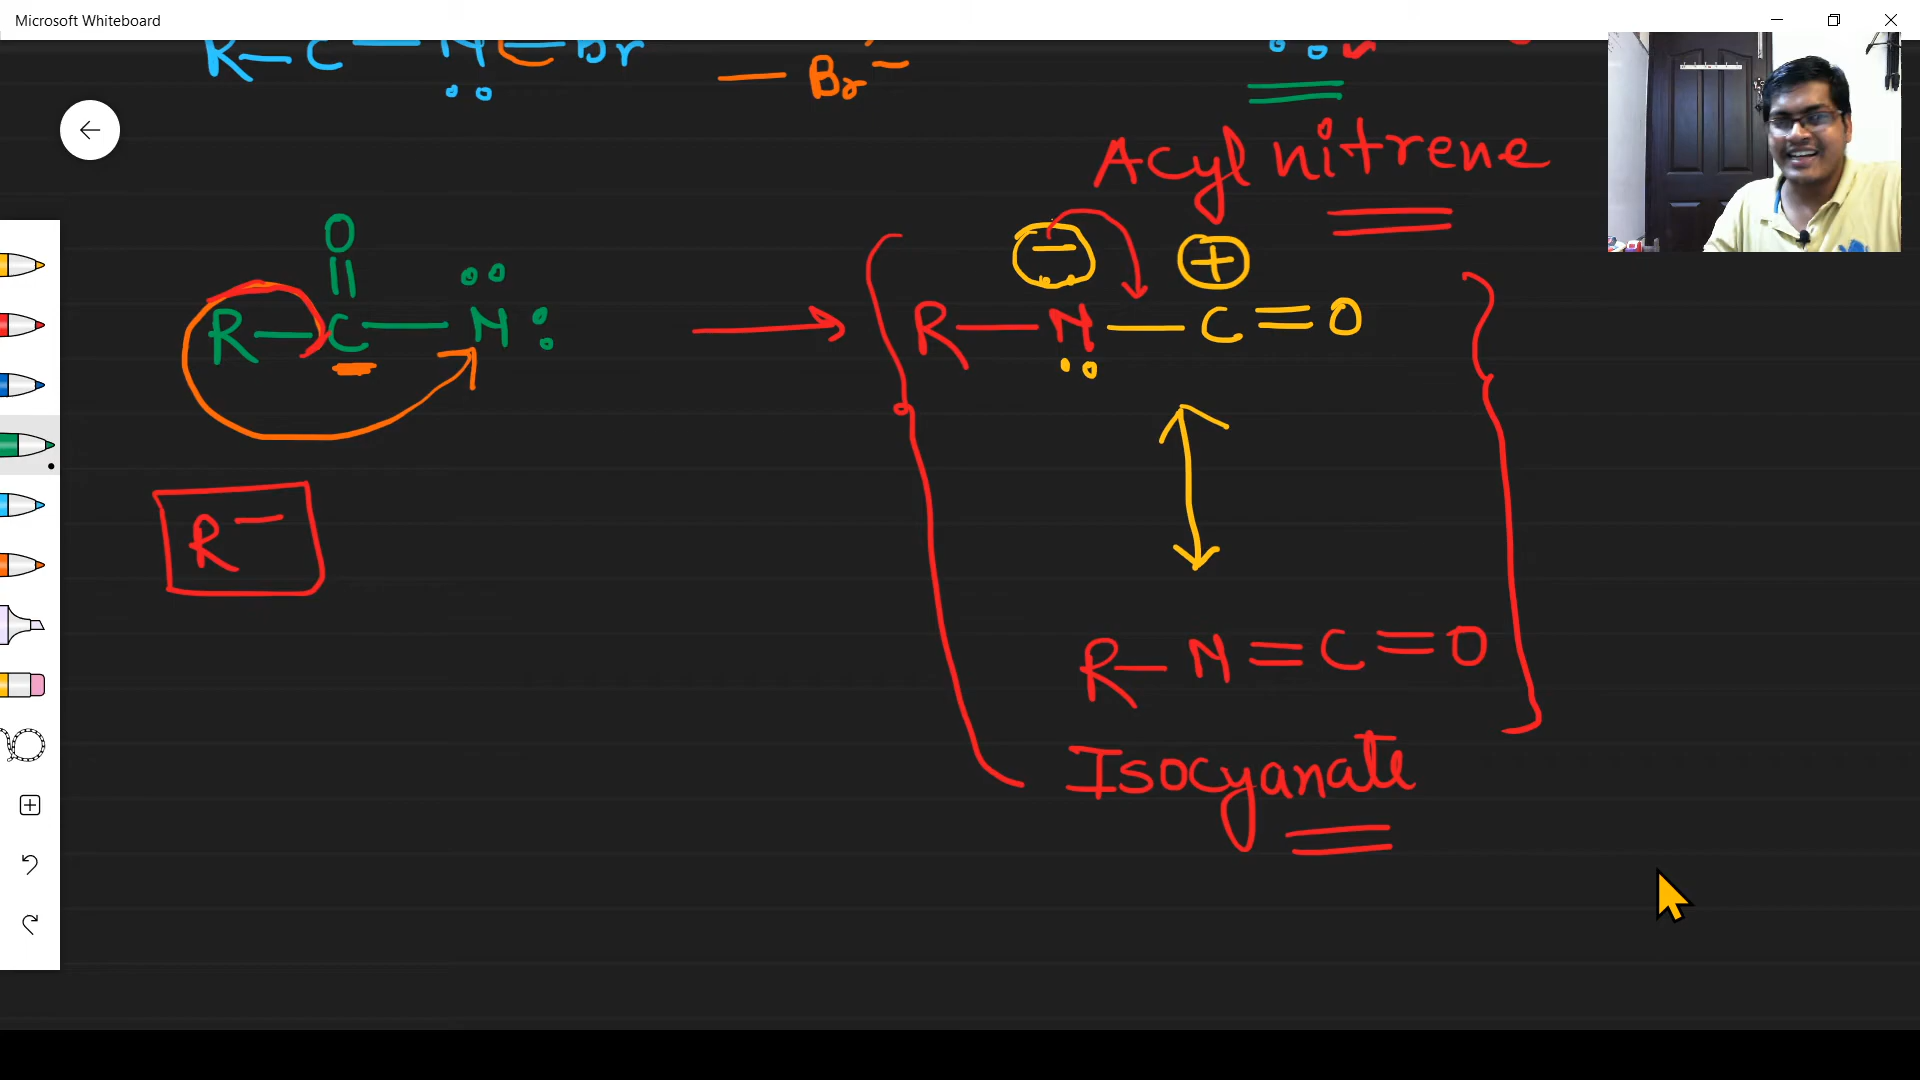 Microsoft Whiteboard
R — C — N — Br
— Br –
Acyl nitrene
O
||
R — C — N
– +
R — N — C = O
R –
R — N = C = O
Isocyanate